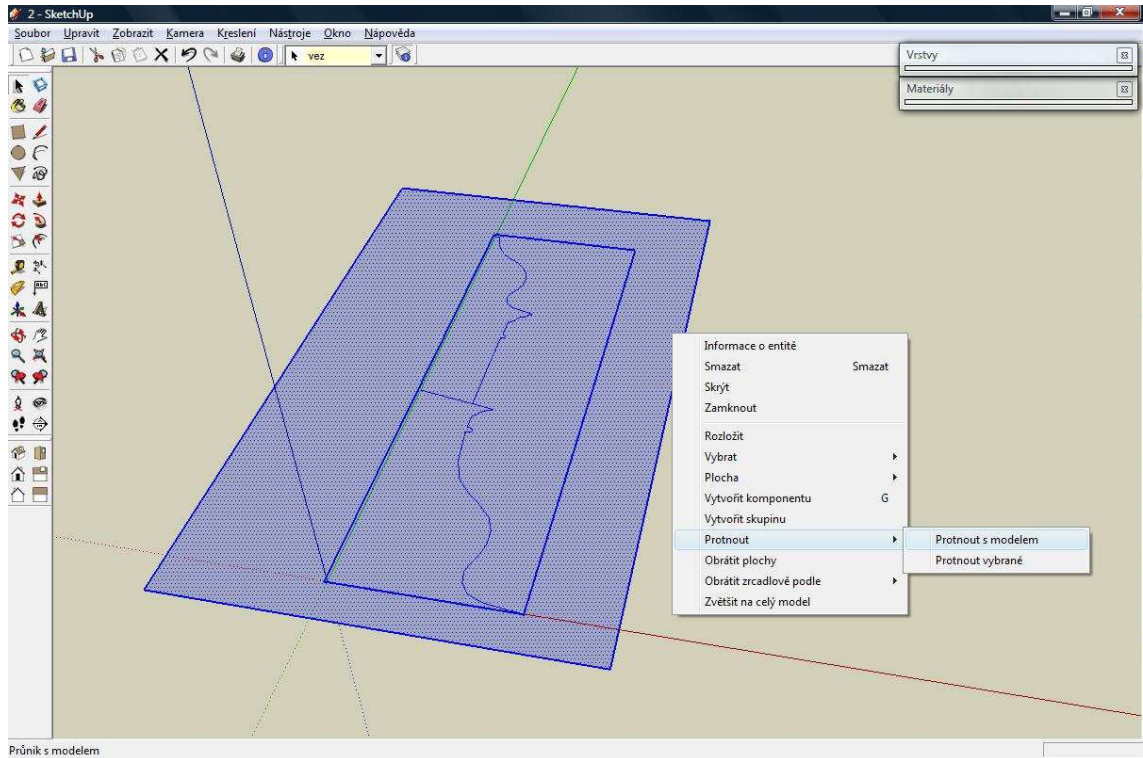 2 - SketchUp
Soubor Upravit Zobrazit Kamera Kreslení Nástroje Okno Nápověda
vez
Vrstvy
Materiály
Informace o entitě
Smazat Smazat
Skrýt
Zamknout
Rozložit
Vybrat
Plocha
Vytvořit komponentu G
Vytvořit skupinu
Protnout
Protnout s modelem
Obrátit plochy
Protnout vybrané
Obrátit zrcadlově podle
Zvětšit na celý model
Průnik s modelem